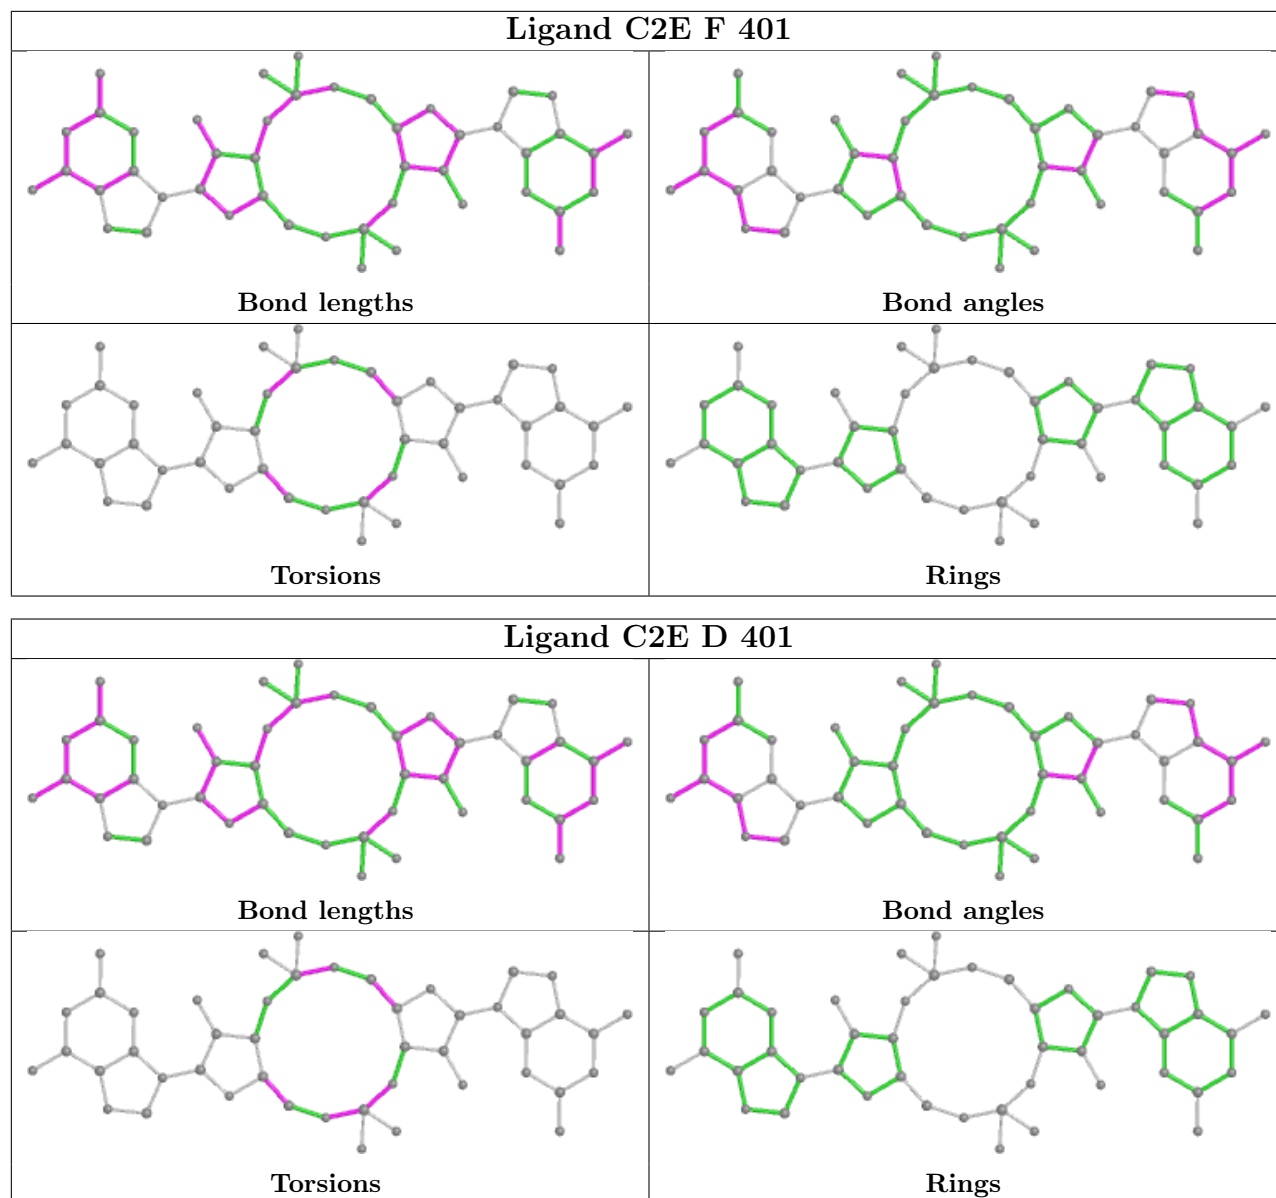 Ligand C2E F 401
Bond lengths
Bond angles
Torsions
Rings
Ligand C2E D 401
Bond lengths
Bond angles
Torsions
Rings